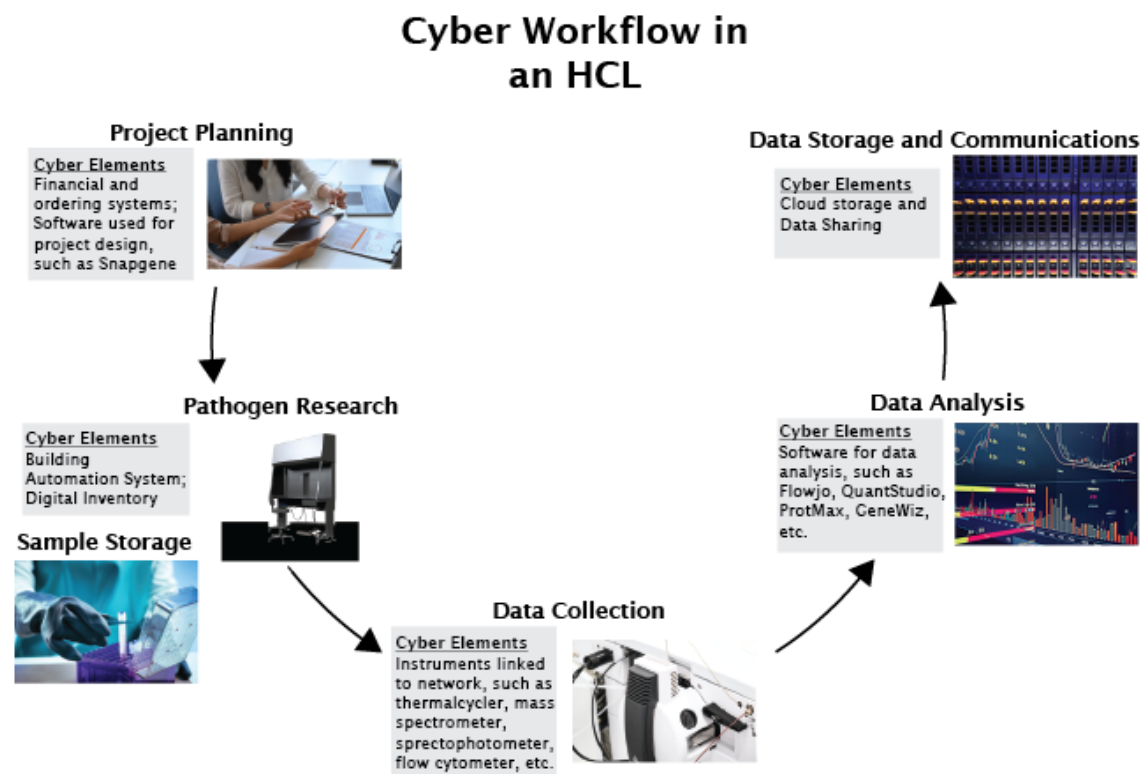 Cyber Workflow in
an HCL
Project Planning
Cyber Elements
Financial and
ordering systems;
Software used for
project design,
such as Snapgene
Pathogen Research
Cyber Elements
Building
Automation System;
Digital Inventory
Sample Storage
Data Collection
Cyber Elements
Instruments linked
to network, such as
thermalcycler, mass
spectrometer,
sprectophotometer,
flow cytometer, etc.
Data Analysis
Cyber Elements
Software for data
analysis, such as
Flowjo, QuantStudio,
ProtMax, GeneWiz,
etc.
Data Storage and Communications
Cyber Elements
Cloud storage and
Data Sharing